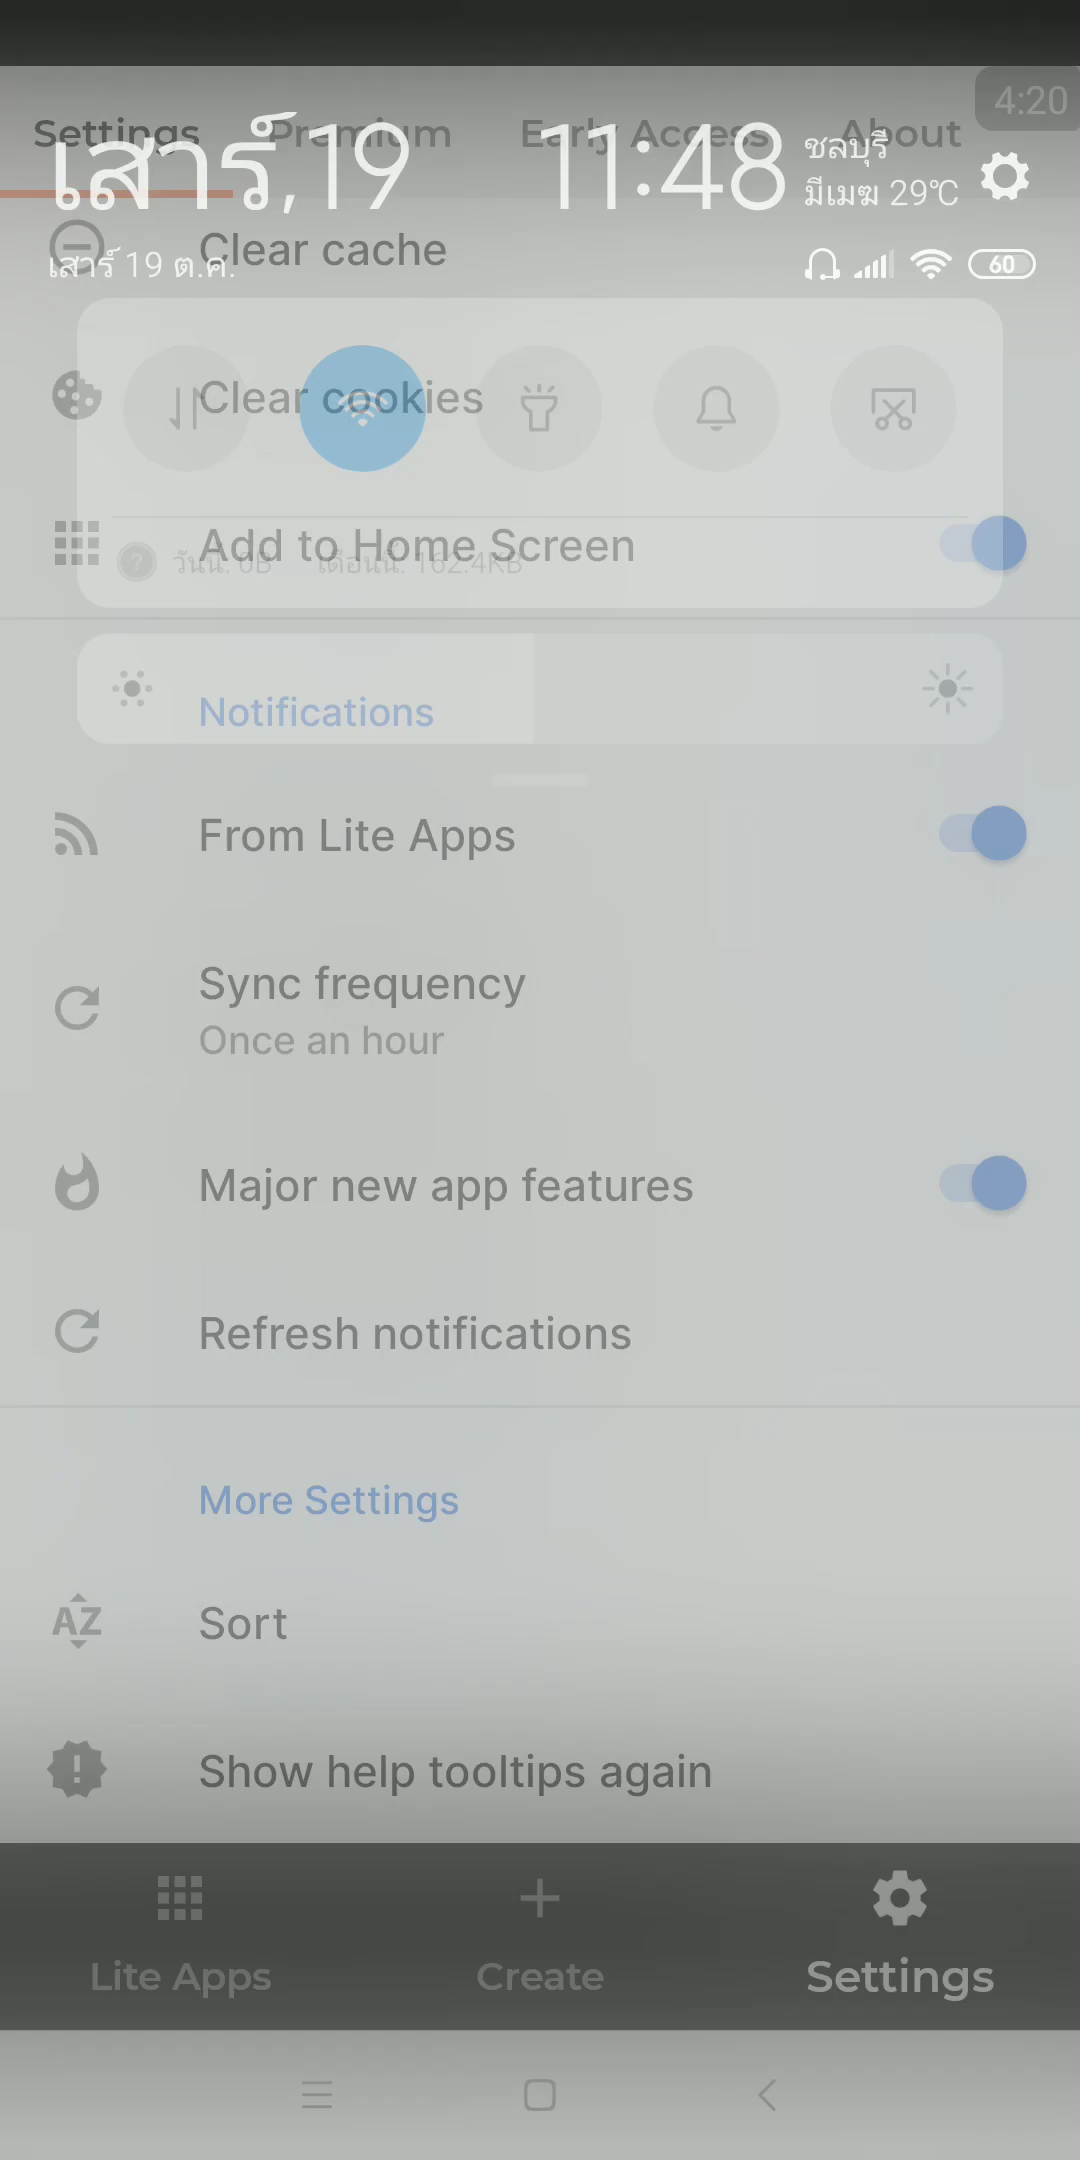 4:20
Settings Premium Early Access About
เสาร์,19 11:48 ชลบุรี
มีเมฆ 29°C
Clear cache
เสาร์ 19 ต.ค. 60
Clear cookies
Add to Home Screen
วันนี้: 0B เดือนนี้: 162.4KB
Notifications
From Lite Apps
Sync frequency
Once an hour
Major new app features
Refresh notifications
More Settings
AZ Sort
Show help tooltips again
Lite Apps Create Settings